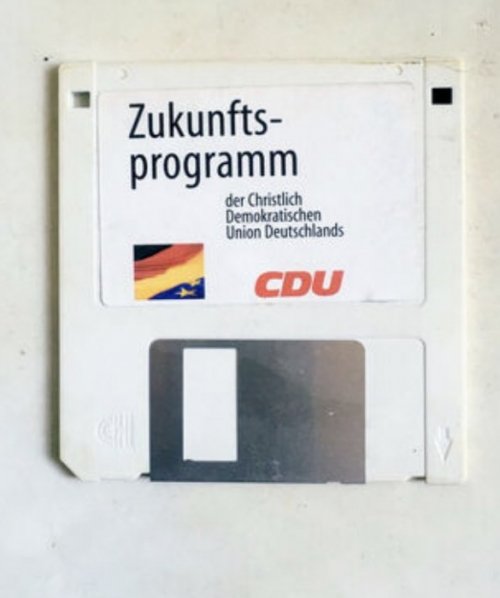 Zukunfts-
programm
der Christlich
Demokratischen
Union Deutschlands
CDU